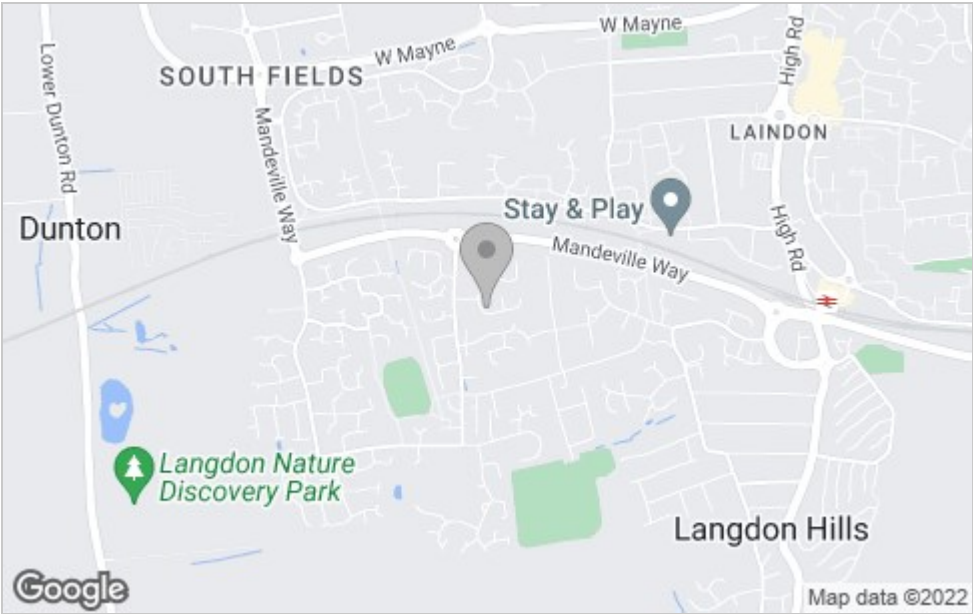 W Mayne
W Mayne
High Rd
SOUTH FIELDS
Lower Dunton Rd
Mandeville Way
LAINDON
Stay & Play
Dunton
High Rd
Mandeville Way
Langdon Nature
Discovery Park
Langdon Hills
Google
Map data ©2022